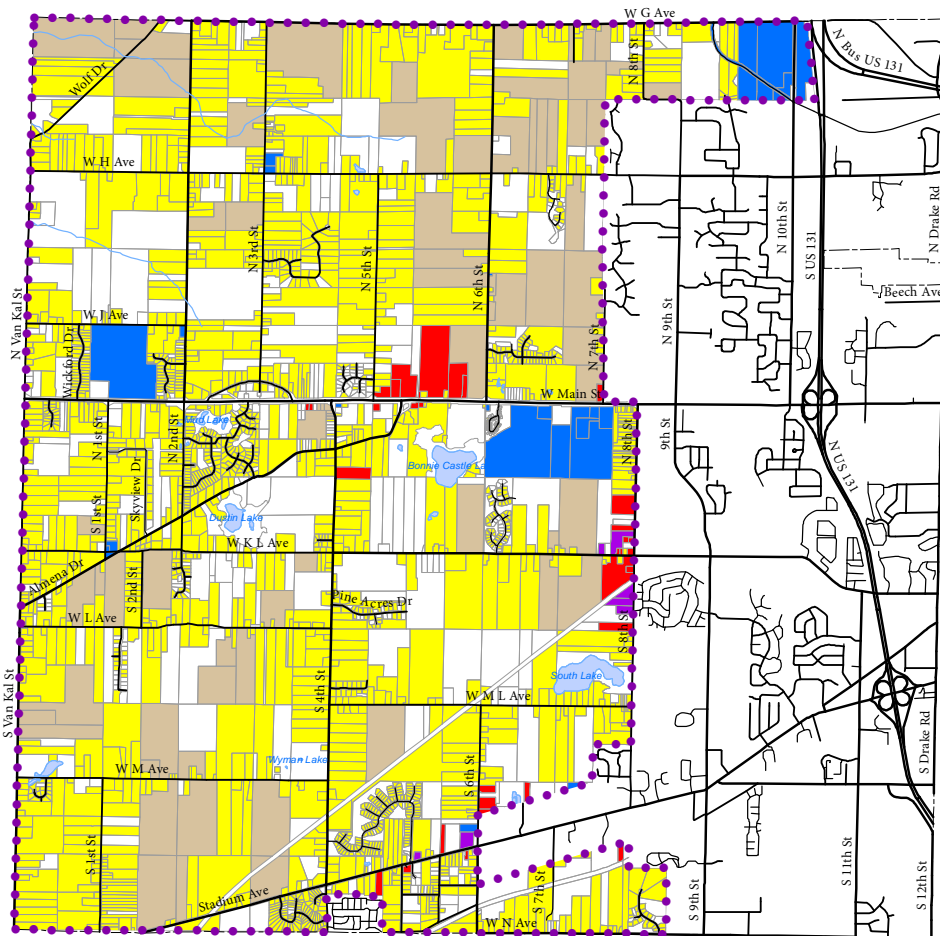 W G Ave
N Bus US 131
N 8th St
Wolf Dr
W H Ave
N Drake Rd
N 10th St
S US 131
N 3rd St
N 5th St
N 6th St
Beech Ave
N Van Kal St
W J Ave
N 9th St
N 7th St
Wickford Dr
W Main St
Mud Lake
N 1st St
N 2nd St
N 8th St
9th St
N US 131
Bonnie Castle La
Skyview Dr
S 1st St
Dustin Lake
W K L Ave
Almena Dr
S 2nd St
Pine Acres Dr
W L Ave
S 8th St
South Lake
S Van Kal St
S 4th St
W M L Ave
S Drake Rd
Wyman Lake
W M Ave
S 6th St
S 1st St
S 11th St
S 12th St
S 7th St
S 9th St
Stadium Ave
W N Ave